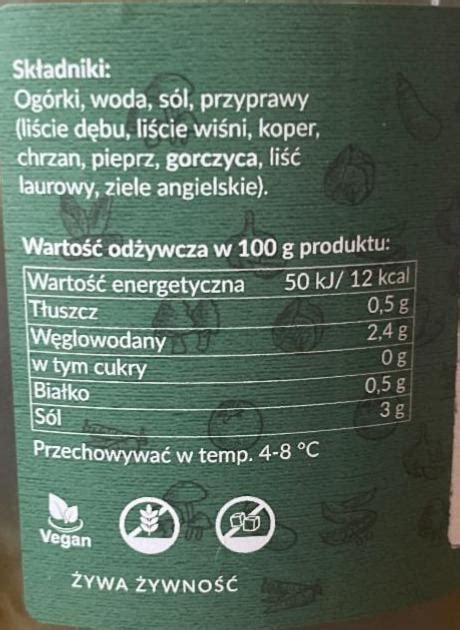 Składniki:
Ogórki, woda, sól, przyprawy
(liście dębu, liście wiśni, koper,
chrzan, pieprz, gorczyca, liść
laurowy, ziele angielskie).
Wartość odżywcza w 100 g produktu:
Wartość energetyczna 50 kJ/ 12 kcal
Tłuszcz 0,5 g
Węglowodany 2,4 g
w tym cukry 0 g
Białko 0,5 g
Sól 3 g
Przechowywać w temp. 4-8 °C
Vegan
ŻYWA ŻYWNOŚĆ